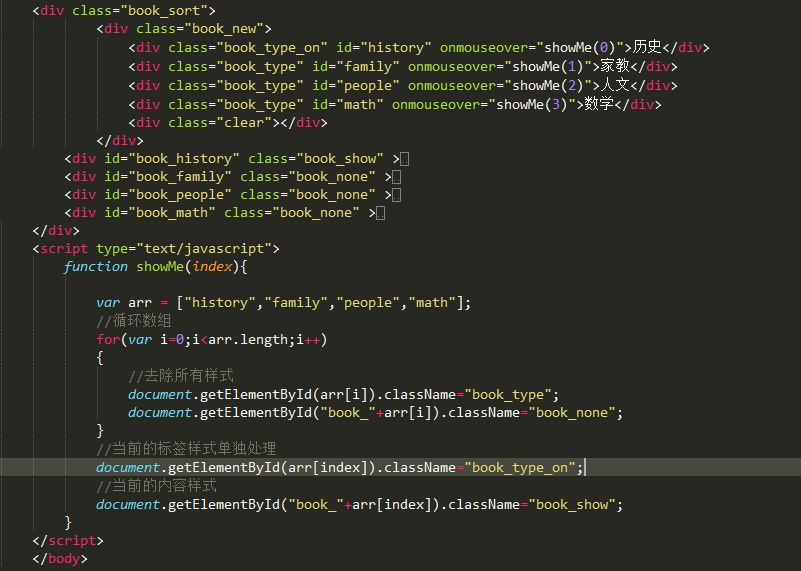 <div class="book_sort">
<div class="book_new">
<div class="book_type_on" id="history" onmouseover="showMe(0)">历史</div>
<div class="book_type" id="family" onmouseover="showMe(1)">家教</div>
<div class="book_type" id="people" onmouseover="showMe(2)">人文</div>
<div class="book_type" id="math" onmouseover="showMe(3)">数学</div>
<div class="clear"></div>
</div>
<div id="book_history" class="book_show" >
<div id="book_family" class="book_none" >
<div id="book_people" class="book_none" >
<div id="book_math" class="book_none" >
</div>
<script type="text/javascript">
function showMe(index){
var arr = ["history","family","people","math"];
//循环数组
for(var i=0;i<arr.length;i++)
{
//去除所有样式
document.getElementById(arr[i]).className="book_type";
document.getElementById("book_"+arr[i]).className="book_none";
}
//当前的标签样式单独处理
document.getElementById(arr[index]).className="book_type_on";
//当前的内容样式
document.getElementById("book_"+arr[index]).className="book_show";
}
</script>
</body>